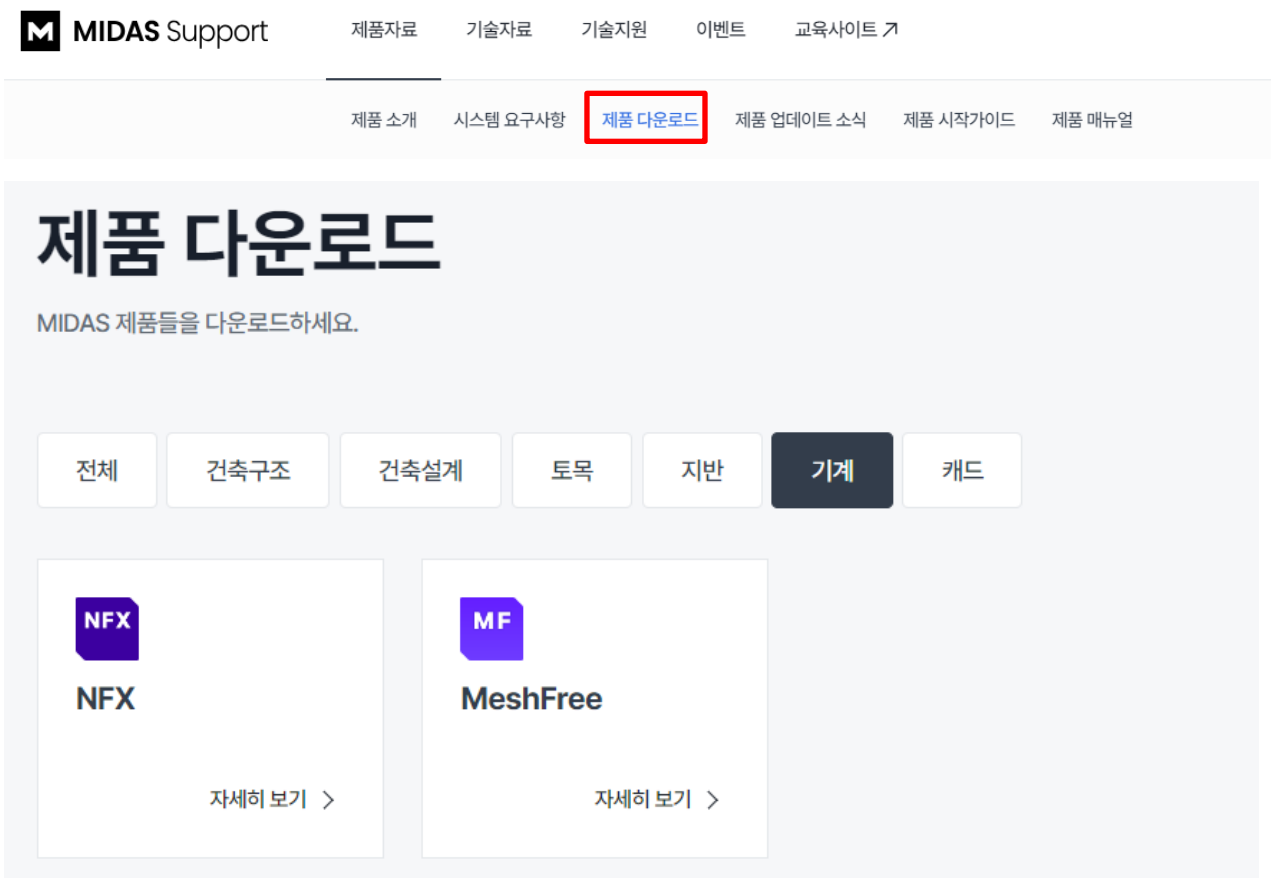 M MIDAS Support 제품자료 기술자료 기술지원 이벤트 교육사이트
제품 소개 시스템 요구사항 제품 다운로드 제품 업데이트 소식 제품 시작가이드 제품 매뉴얼
제품 다운로드
MIDAS 제품들을 다운로드하세요.
전체 건축구조 건축설계 토목 지반 기계 캐드
NFX MF
NFX MeshFree
자세히 보기 자세히 보기